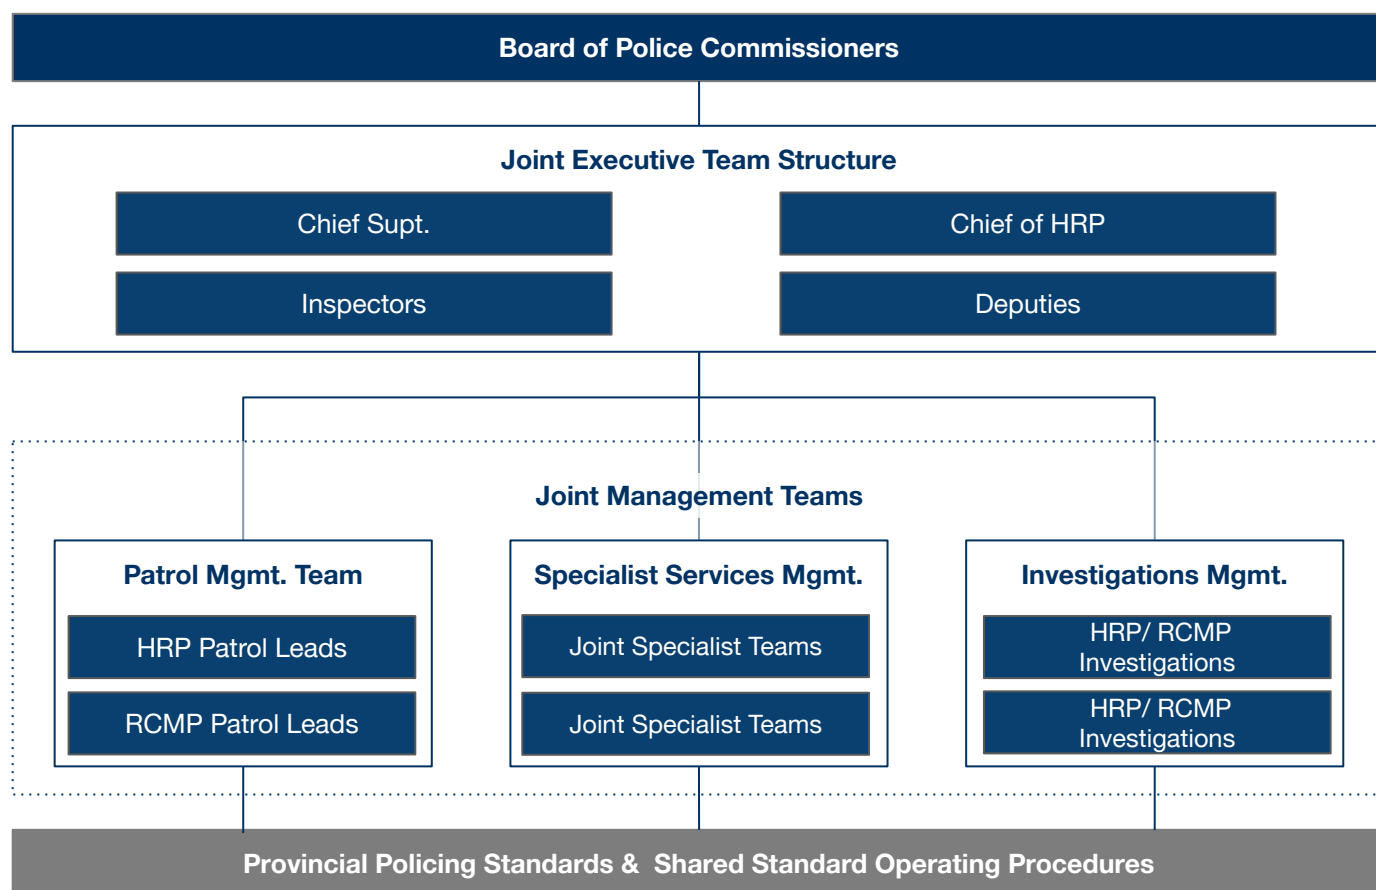 Board of Police Commissioners
Joint Executive Team Structure
Chief Supt.
Chief of HRP
Inspectors
Deputies
Joint Management Teams
Patrol Mgmt. Team
HRP Patrol Leads
RCMP Patrol Leads
Specialist Services Mgmt.
Joint Specialist Teams
Joint Specialist Teams
Investigations Mgmt.
HRP/ RCMP
Investigations
HRP/ RCMP
Investigations
Provincial Policing Standards &  Shared Standard Operating Procedures